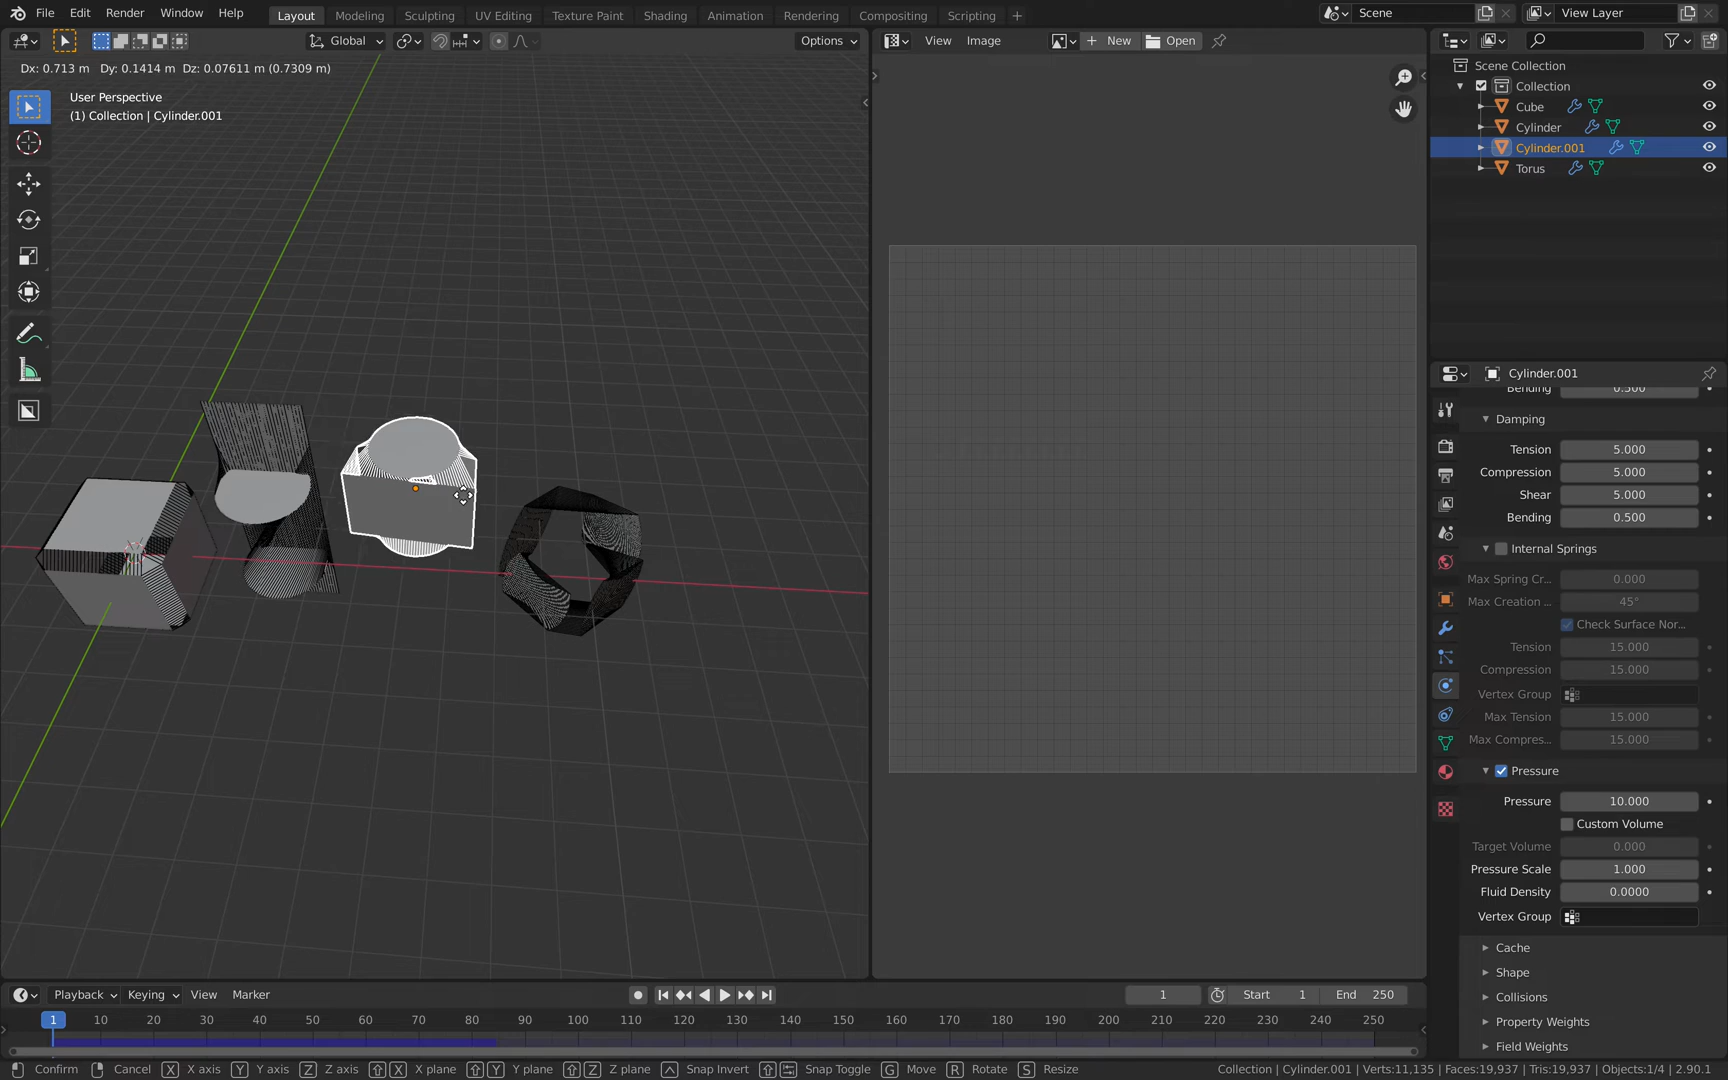 File Edit Render Window Help Layout Modeling Sculpting UV Editing Texture Paint Shading Animation Rendering Compositing Scripting + Scene View Layer
Global Options View Image New Open
Dx: 0.713 m Dy: 0.1414 m Dz: 0.07611 m (0.7309 m)
User Perspective
(1) Collection | Cylinder.001
Scene Collection
Collection
Cube
Cylinder
Cylinder.001
Torus
Cylinder.001
Bending 0.500
Damping
Tension 5.000
Compression 5.000
Shear 5.000
Bending 0.500
Internal Springs
Max Spring Cr... 0.000
Max Creation ... 45°
Check Surface Nor...
Tension 15.000
Compression 15.000
Vertex Group
Max Tension 15.000
Max Compres... 15.000
Pressure
Pressure 10.000
Custom Volume
Target Volume 0.000
Pressure Scale 1.000
Fluid Density 0.0000
Vertex Group
Cache
Shape
Collisions
Property Weights
Field Weights
Playback Keying View Marker 1 Start 1 End 250
1 10 20 30 40 50 60 70 80 90 100 110 120 130 140 150 160 170 180 190 200 210 220 230 240 250
Confirm Cancel X X axis Y Y axis Z Z axis X X plane Y Y plane Z Z plane Snap Invert Snap Toggle G Move R Rotate S Resize Collection | Cylinder.001 | Verts:11,135 | Faces:19,937 | Tris:19,937 | Objects:1/4 | 2.90.1